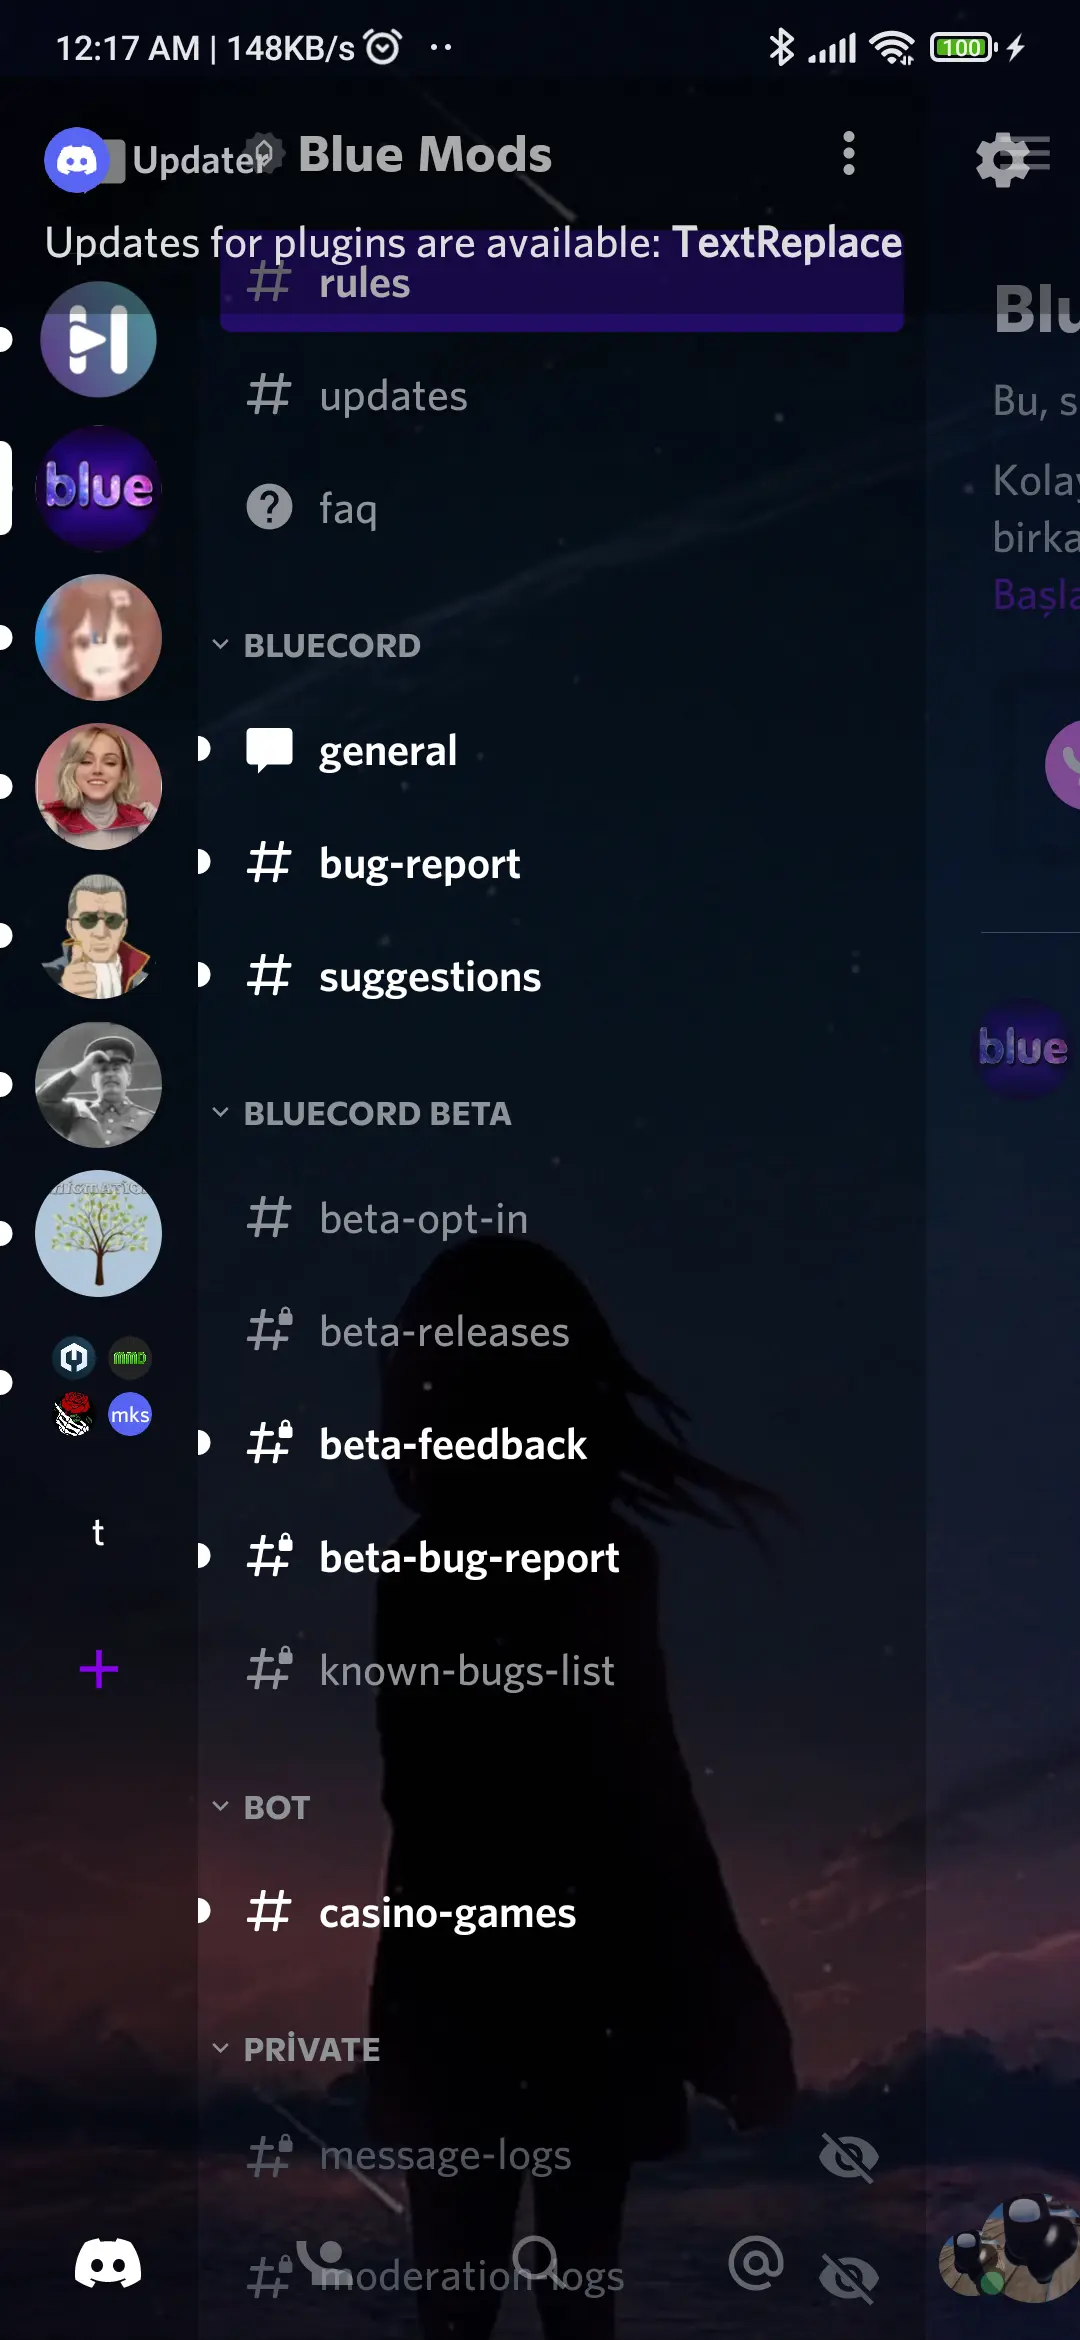 12:17 AM | 148KB/s
100
Updater
Blue Mods
Updates for plugins are available: TextReplace
rules
updates
faq
BLUECORD
general
bug-report
suggestions
BLUECORD BETA
beta-opt-in
beta-releases
beta-feedback
beta-bug-report
known-bugs-list
BOT
casino-games
PRİVATE
message-logs
moderation-logs
blue
mmd
mks
t
Blu
Bu, s
Kolay
birka
Başla
blue